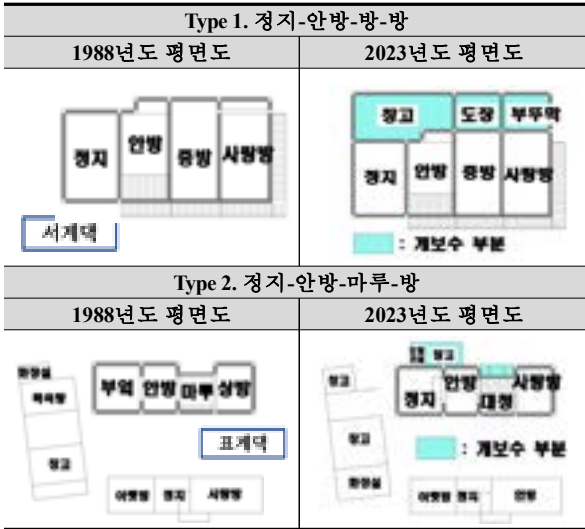 Type 1. 정지-안방-방-방
1988년도 평면도
2023년도 평면도
정지 안방 중방 사랑방
서계댁
창고 도장 부뚜막
정지 안방 중방 사랑방
: 개보수 부분
Type 2. 정지-안방-마루-방
1988년도 평면도
2023년도 평면도
화장실
부엌 안방 마루 상방
창고
표계댁
아랫방 정지 사랑방
창고
창고
정지 안방 대청 사랑방
창고
: 개보수 부분
화장실
아랫방 정지 안방